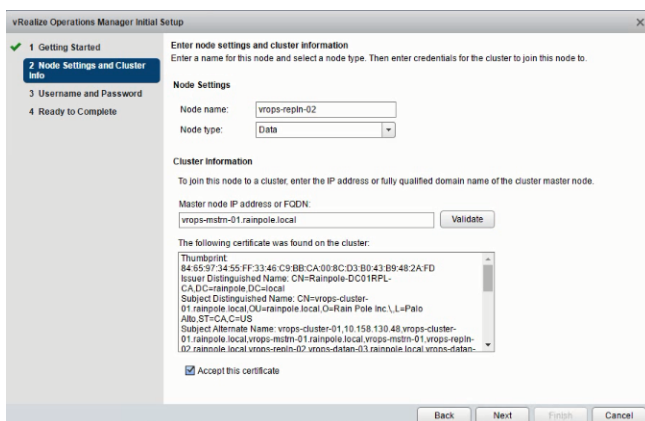 vRealize Operations Manager Initial Setup
1 Getting Started
2 Node Settings and Cluster
Info
3 Username and Password
4 Ready to Complete
Enter node settings and cluster information
Enter a name for this node and select a node type. Then enter credentials for the cluster to join this node to.
Node Settings
Node name: vrops-repln-02
Node type: Data
Cluster Information
To join this node to a cluster, enter the IP address or fully qualified domain name of the cluster master node.
Master node IP address or FQDN:
vrops-mstrn-01.rainpole.local Validate
The following certificate was found on the cluster:
Thumbprint:
84:65:97:34:55:FF:33:46:C9:BB:CA:00:8C:D3:B0:43:B9:48:2A:FD
Issuer Distinguished Name: CN=Rainpole-DC01RPL-
CA,DC=rainpole,DC=local
Subject Distinguished Name: CN=vrops-cluster-
01.rainpole.local,OU=rainpole.local,O=Rain Pole Inc.\,L=Palo
Alto,ST=CA,C=US
Subject Alternate Name: vrops-cluster-01,10.158.130.48,vrops-cluster-
01.rainpole.local,vrops-mstrn-01.rainpole.local,vrops-mstrn-01,vrops-repln-
02.rainpole.local,vrops-repln-02,vrops-datan-03.rainpole.local,vrops-datan-
Accept this certificate
Back Next Finish Cancel